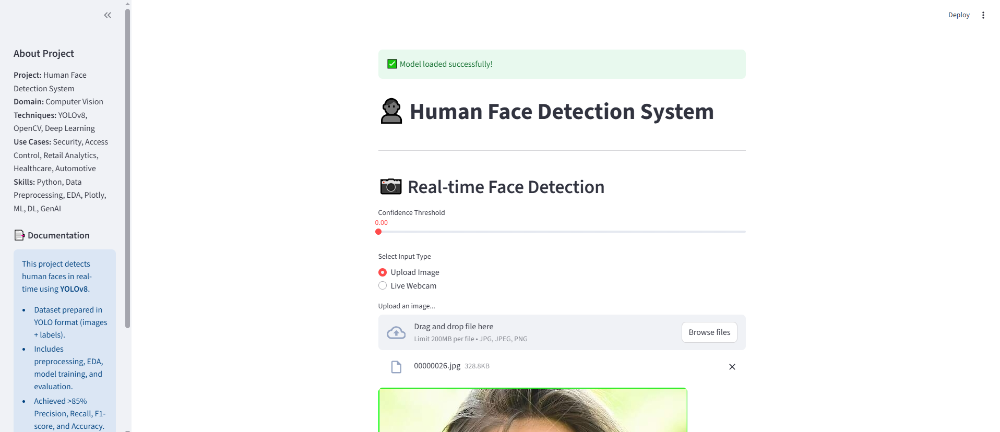 About Project
Project: Human Face
Detection System
Domain: Computer Vision
Techniques: YOLOv8,
OpenCV, Deep Learning
Use Cases: Security, Access
Control, Retail Analytics,
Healthcare, Automotive
Skills: Python, Data
Preprocessing, EDA, Plotly,
ML, DL, GenAI
Documentation
This project detects
human faces in real-
time using YOLOv8.
• Dataset prepared in
YOLO format (images
+ labels).
• Includes
preprocessing, EDA,
model training, and
evaluation.
• Achieved >85%
Precision, Recall, F1-
score, and Accuracy.
Deploy
Model loaded successfully!
Human Face Detection System
Real-time Face Detection
Confidence Threshold
0.00
Select Input Type
Upload Image
Live Webcam
Upload an image...
Drag and drop file here
Limit 200MB per file • JPG, JPEG, PNG
Browse files
00000026.jpg 328.8KB